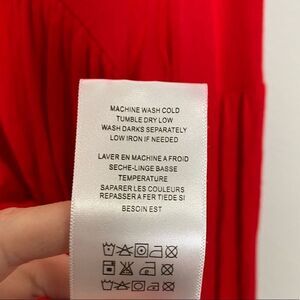 MACHINE WASH COLD
TUMBLE DRY LOW
WASH DARKS SEPARATELY
LOW IRON IF NEEDED
LAVER EN MACHINE A FROID
SECHE-LINGE BASSE
TEMPERATURE
SAPARER LES COULEURS
REPASSER A FER TIEDE SI
BESOIN EST